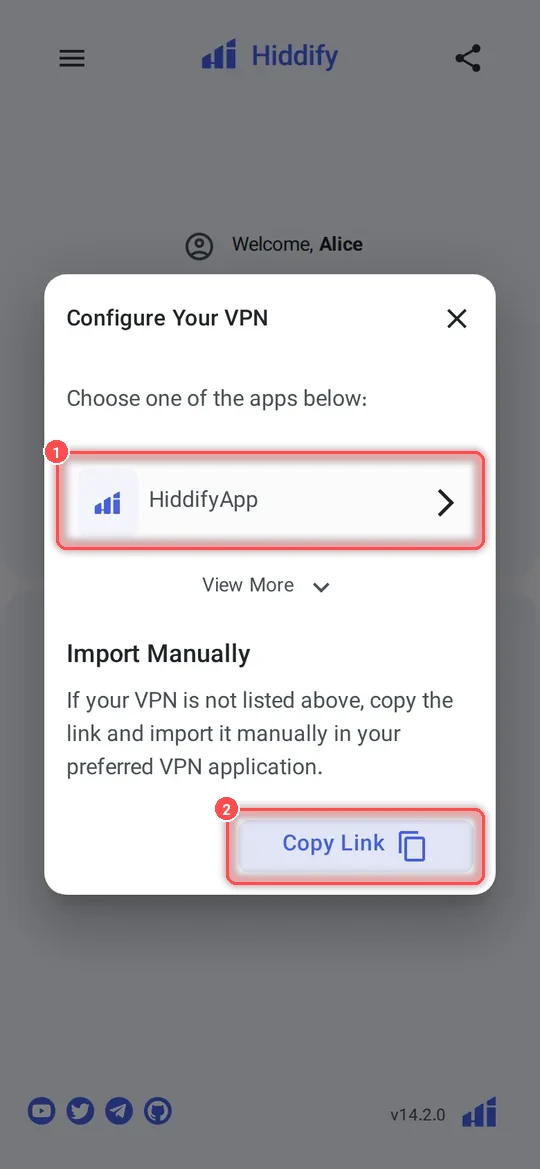 Hiddify
Welcome, Alice
Configure Your VPN
Choose one of the apps below:
1
HiddifyApp
View More
Import Manually
If your VPN is not listed above, copy the
link and import it manually in your
preferred VPN application.
2
Copy Link
v14.2.0